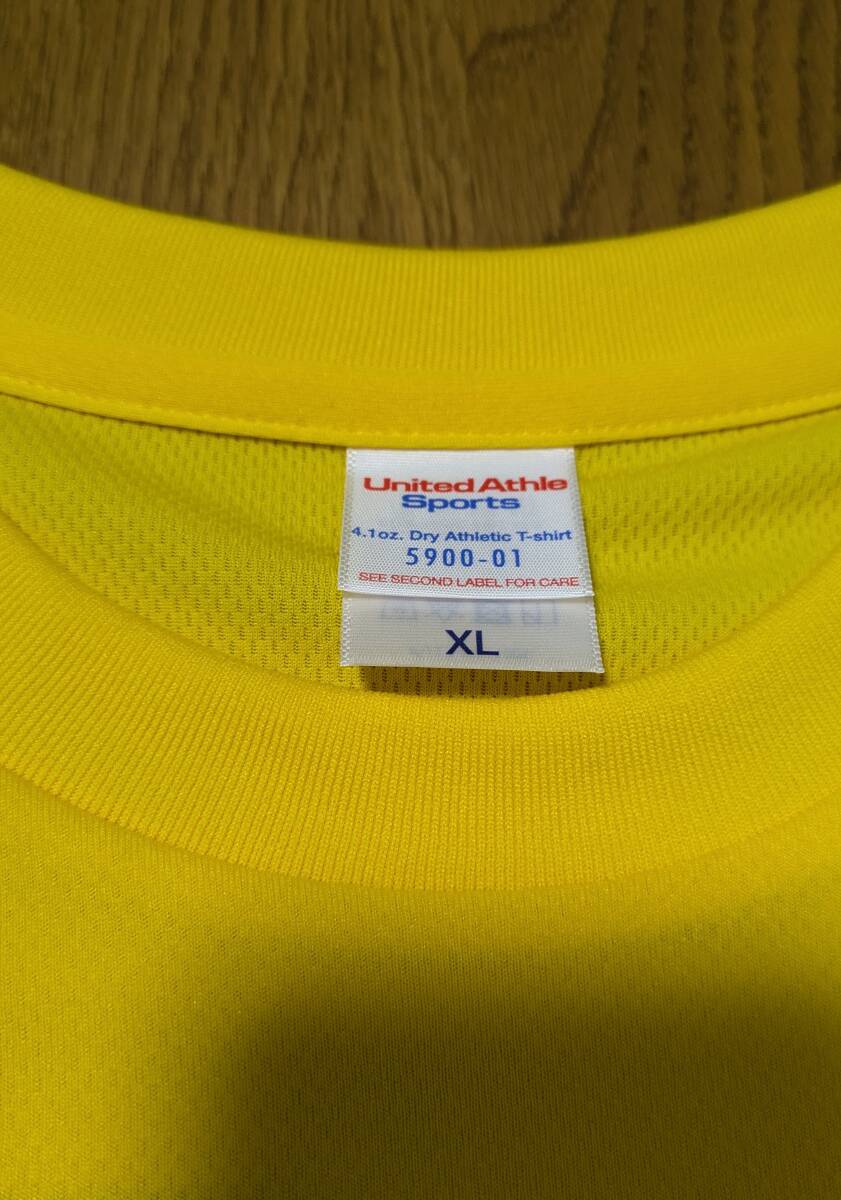 United Athle
Sports
4.1oz. Dry Athletic T-shirt
5900-01
SEE SECOND LABEL FOR CARE
XL